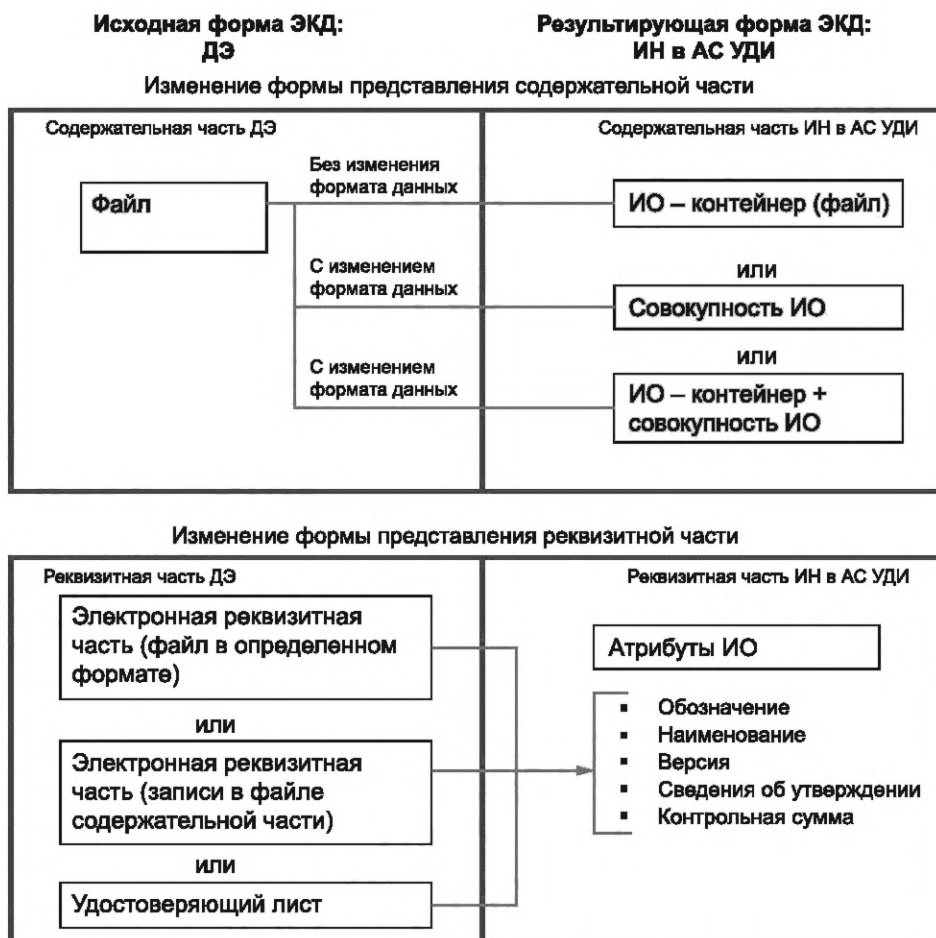 Исходная форма ЭКД:
ДЭ
Результирующая форма ЭКД:
ИН в АС УДИ
Изменение формы представления содержательной части
Содержательная часть ДЭ
Содержательная часть ИН в АС УДИ
Файл
Без изменения
формата данных
ИО – контейнер (файл)
или
С изменением
формата данных
Совокупность ИО
или
С изменением
формата данных
ИО – контейнер +
совокупность ИО
Изменение формы представления реквизитной части
Реквизитная часть ДЭ
Реквизитная часть ИН в АС УДИ
Электронная реквизитная
часть (файл в определенном
формате)
или
Электронная реквизитная
часть (записи в файле
содержательной части)
или
Удостоверяющий лист
Атрибуты ИО
▪ Обозначение
▪ Наименование
▪ Версия
▪ Сведения об утверждении
▪ Контрольная сумма